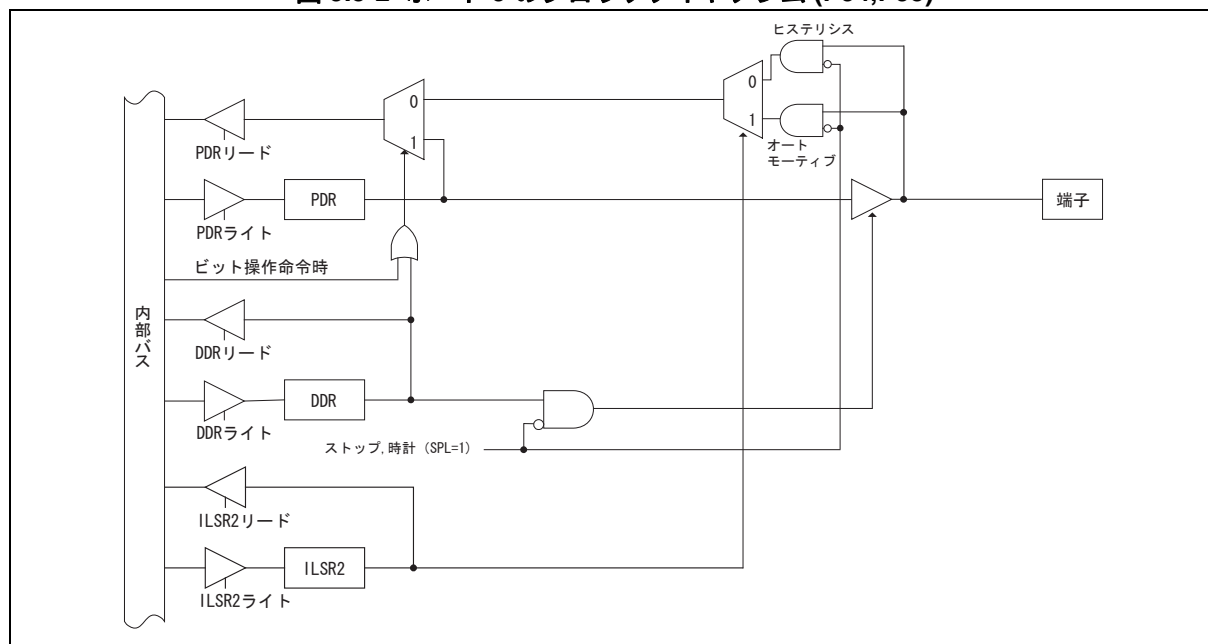 ヒステリシス
0
0
1
1
オート
モーティブ
PDRリード
PDR
端子
PDRライト
ビット操作命令時
内部バス
DDRリード
DDR
DDRライト
ストップ,時計 (SPL=1)
ILSR2リード
ILSR2
ILSR2ライト